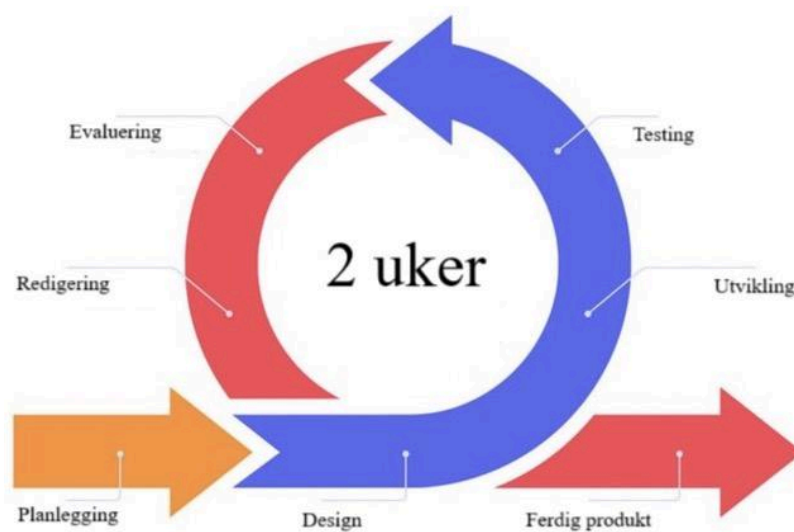 Evaluering
Testing
2 uker
Redigering
Utvikling
Planlegging
Design
Ferdig produkt